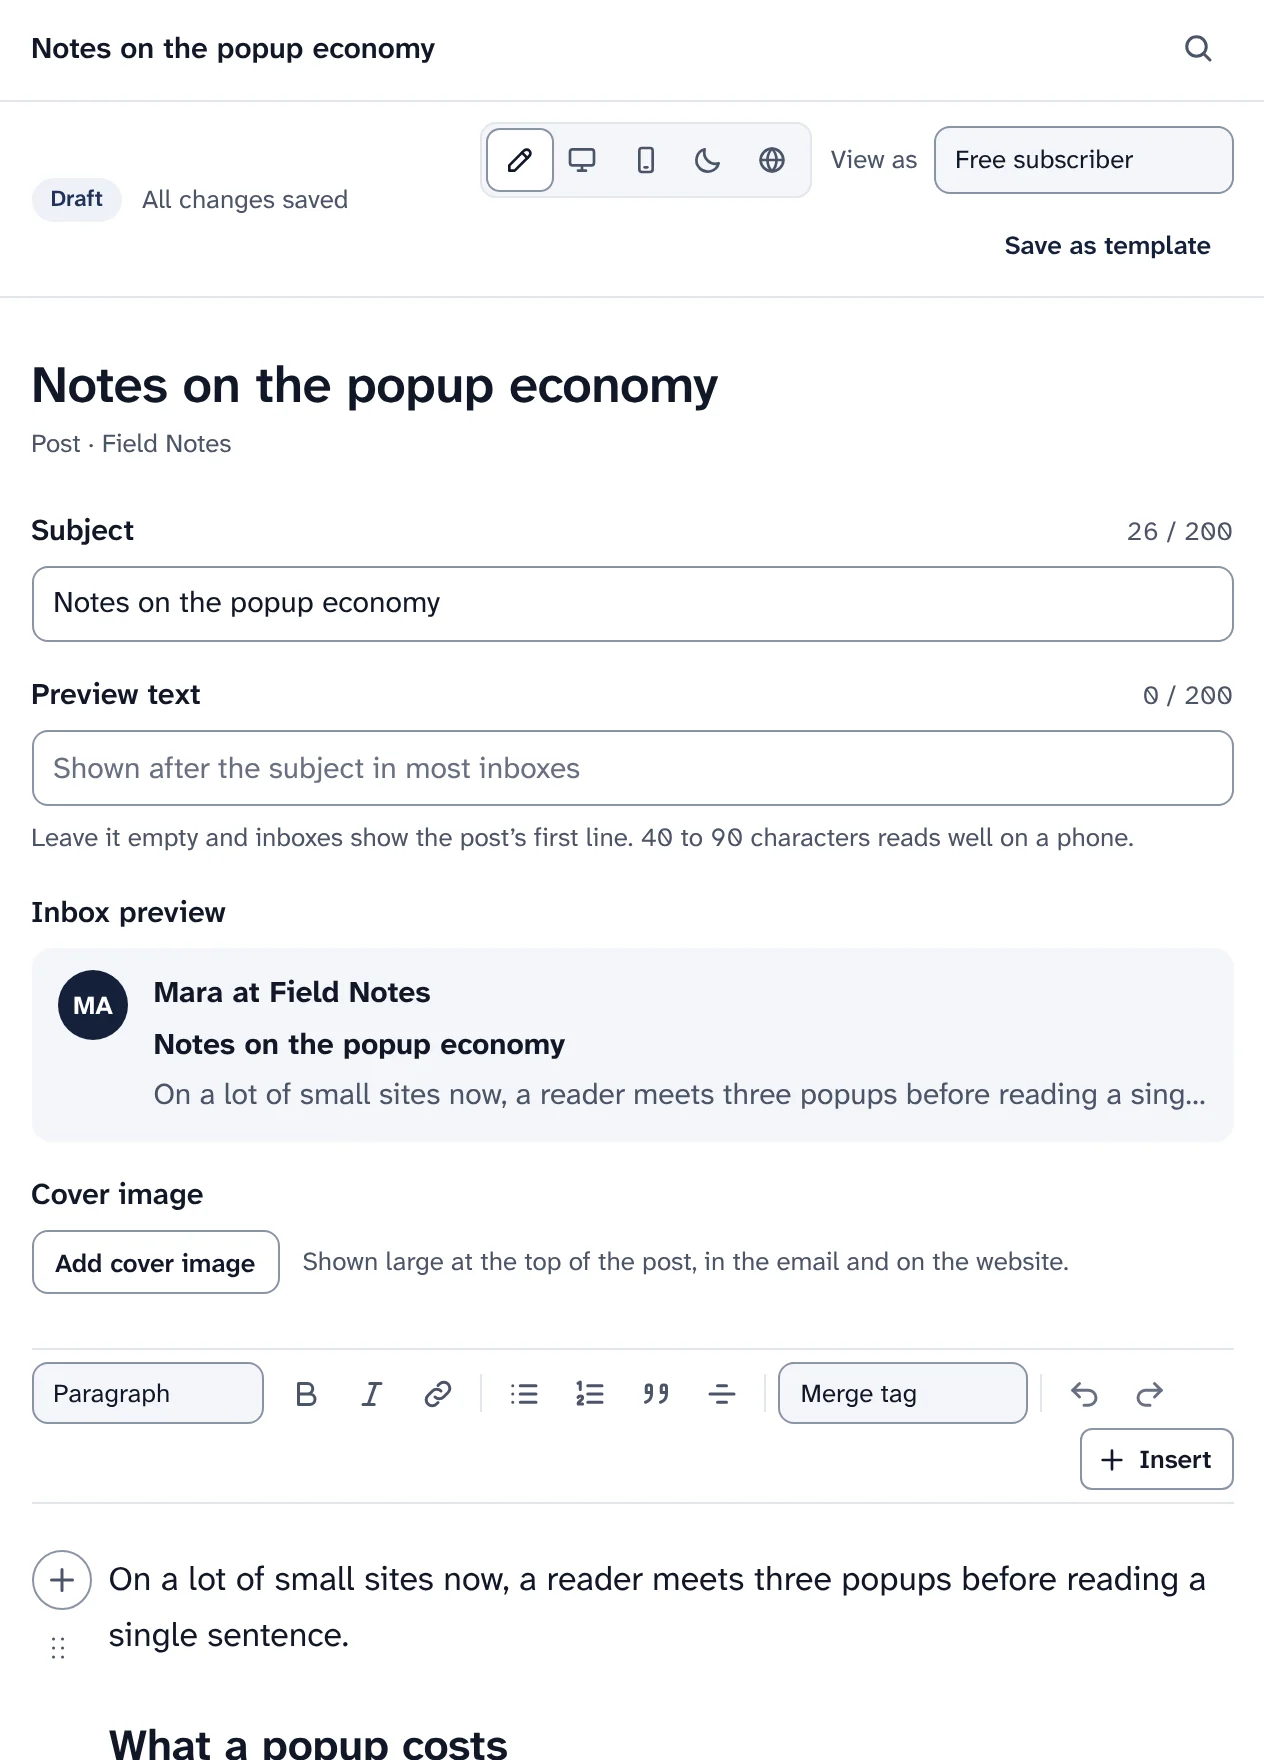 Notes on the popup economy
Draft
All changes saved
View as
Free subscriber
Save as template
Notes on the popup economy
Post · Field Notes
Subject
26 / 200
Notes on the popup economy
Preview text
0 / 200
Shown after the subject in most inboxes
Leave it empty and inboxes show the post’s first line. 40 to 90 characters reads well on a phone.
Inbox preview
MA
Mara at Field Notes
Notes on the popup economy
On a lot of small sites now, a reader meets three popups before reading a sing...
Cover image
Add cover image
Shown large at the top of the post, in the email and on the website.
Paragraph
Merge tag
Insert
On a lot of small sites now, a reader meets three popups before reading a
single sentence.
What a popup costs